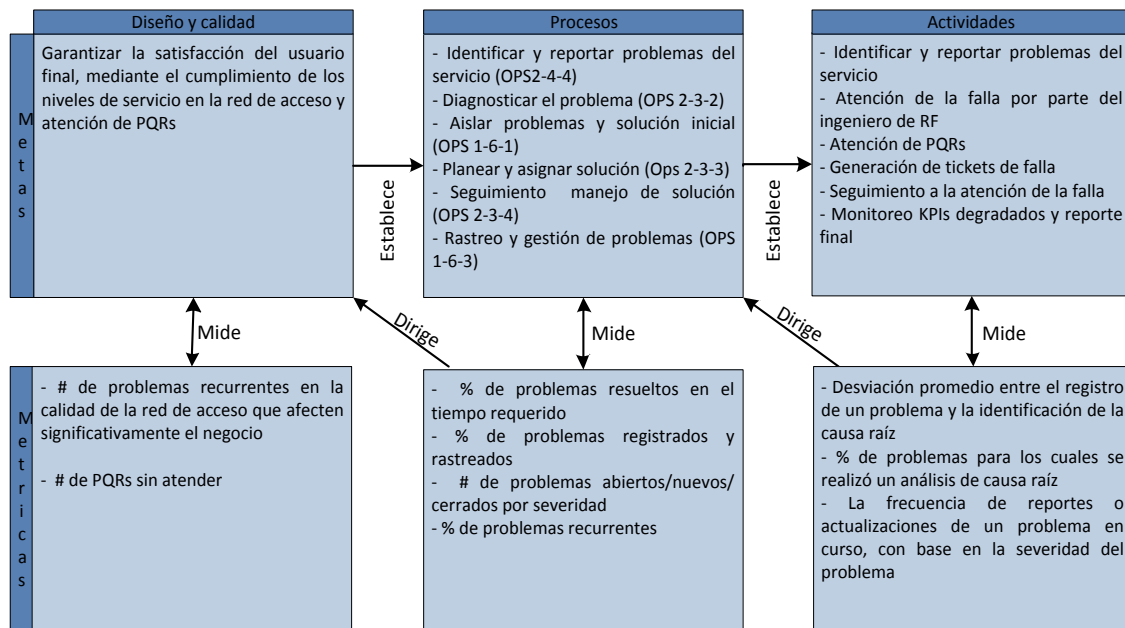 Diseño y calidad
Metas
Garantizar la satisfacción del usuario
final, mediante el cumplimiento de los
niveles de servicio en la red de acceso y
atención de PQRs
Establece
Procesos
- Identificar y reportar problemas del
servicio (OPS2-4-4)
- Diagnosticar el problema (OPS 2-3-2)
- Aislar problemas y solución inicial
(OPS 1-6-1)
- Planear y asignar solución (Ops 2-3-3)
- Seguimiento manejo de solución
(OPS 2-3-4)
- Rastreo y gestión de problemas (OPS
1-6-3)
Establece
Actividades
- Identificar y reportar problemas del
servicio
- Atención de la falla por parte del
ingeniero de RF
- Atención de PQRs
- Generación de tickets de falla
- Seguimiento a la atención de la falla
- Monitoreo KPIs degradados y reporte
final
Mide
Dirige
Mide
Dirige
Mide
Metricas
- # de problemas recurrentes en la
calidad de la red de acceso que afecten
significativamente el negocio
- # de PQRs sin atender
- % de problemas resueltos en el
tiempo requerido
- % de problemas registrados y
rastreados
- # de problemas abiertos/nuevos/
cerrados por severidad
- % de problemas recurrentes
- Desviación promedio entre el registro
de un problema y la identificación de la
causa raíz
- % de problemas para los cuales se
realizó un análisis de causa raíz
- La frecuencia de reportes o
actualizaciones de un problema en
curso, con base en la severidad del
problema